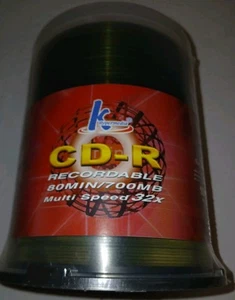 K
CD-R
RECORDABLE
80MIN/700MB
Multi Speed 32x